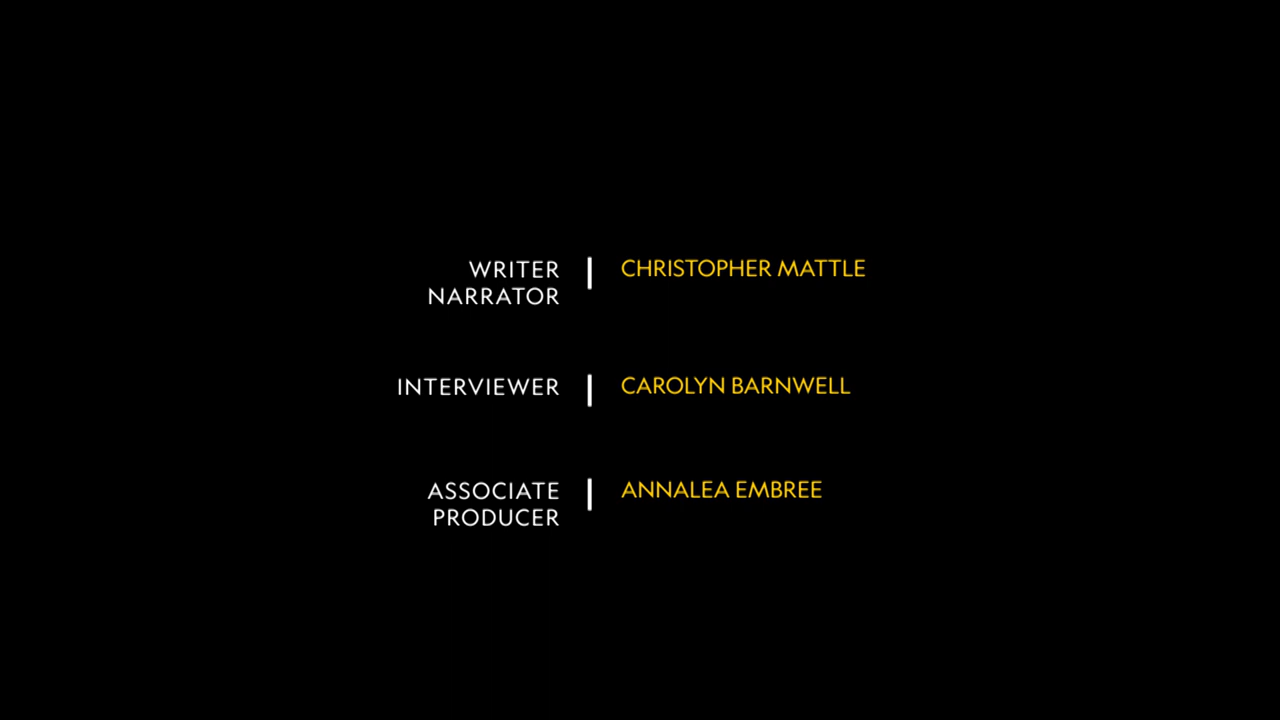 WRITER | CHRISTOPHER MATTLE
NARRATOR
INTERVIEWER | CAROLYN BARNWELL
ASSOCIATE | ANNALEA EMBREE
PRODUCER